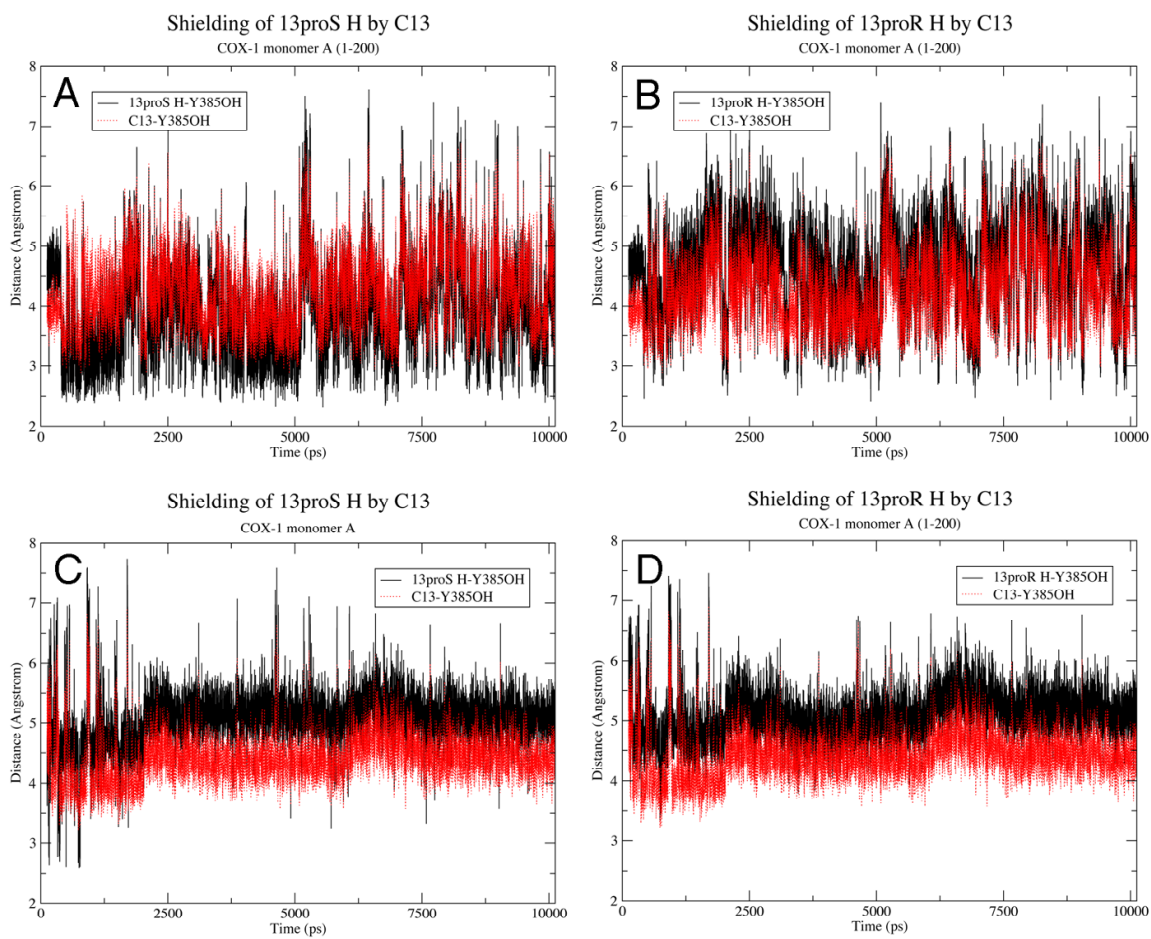 Shielding of 13proS H by C13
COX-1 monomer A (1-200)
A
13proS H-Y385OH
C13-Y385OH
8
7
6
5
4
3
2
Distance (Angstrom)
0
2500
5000
7500
10000
Time (ps)
Shielding of 13proR H by C13
COX-1 monomer A (1-200)
B
13proR H-Y385OH
C13-Y385OH
8
7
6
5
4
3
2
Distance (Angstrom)
0
2500
5000
7500
10000
Time (ps)
Shielding of 13proS H by C13
COX-1 monomer A
C
13proS H-Y385OH
C13-Y385OH
8
7
6
5
4
3
2
Distance (Angstrom)
0
2500
5000
7500
10000
Time (ps)
Shielding of 13proR H by C13
COX-1 monomer A (1-200)
D
13proR H-Y385OH
C13-Y385OH
8
7
6
5
4
3
2
Distance (Angstrom)
0
2500
5000
7500
10000
Time (ps)